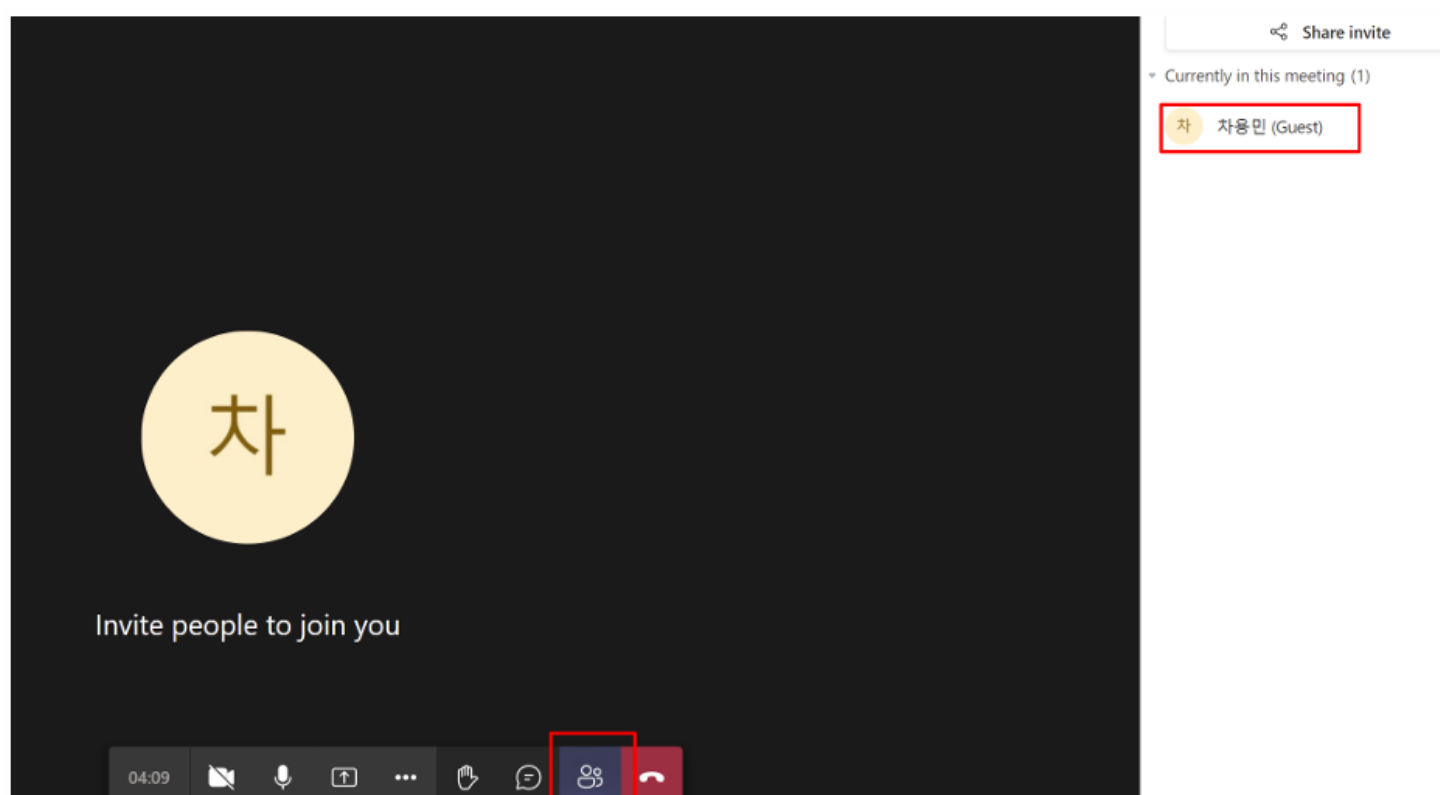 Share invite
Currently in this meeting (1)
차 차용민 (Guest)
차
Invite people to join you
04:09